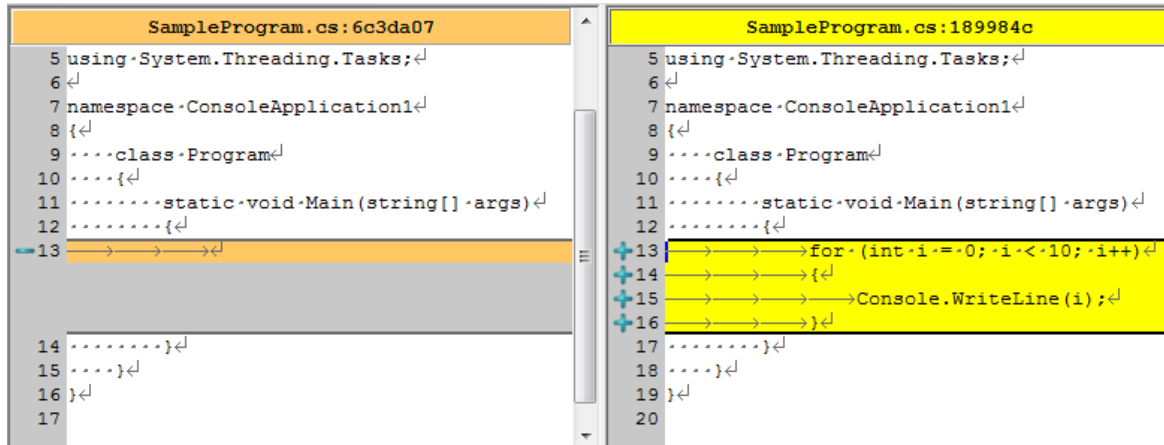 SampleProgram.cs:6c3da07
5 using·System.Threading.Tasks;↵
6 ↵
7 namespace·ConsoleApplication1↵
8 {↵
9 ····class·Program↵
10 ····{↵
11 ········static·void·Main(string[]·args)↵
12 ········{↵
13 →→→↵
14 ········}↵
15 ····}↵
16 }↵
17
SampleProgram.cs:189984c
5 using·System.Threading.Tasks;↵
6 ↵
7 namespace·ConsoleApplication1↵
8 {↵
9 ····class·Program↵
10 ····{↵
11 ········static·void·Main(string[]·args)↵
12 ········{↵
13 →→→for·(int·i·=·0;·i·<·10;·i++)↵
14 →→→{↵
15 →→→→Console.WriteLine(i);↵
16 →→→}↵
17 ········}↵
18 ····}↵
19 }↵
20